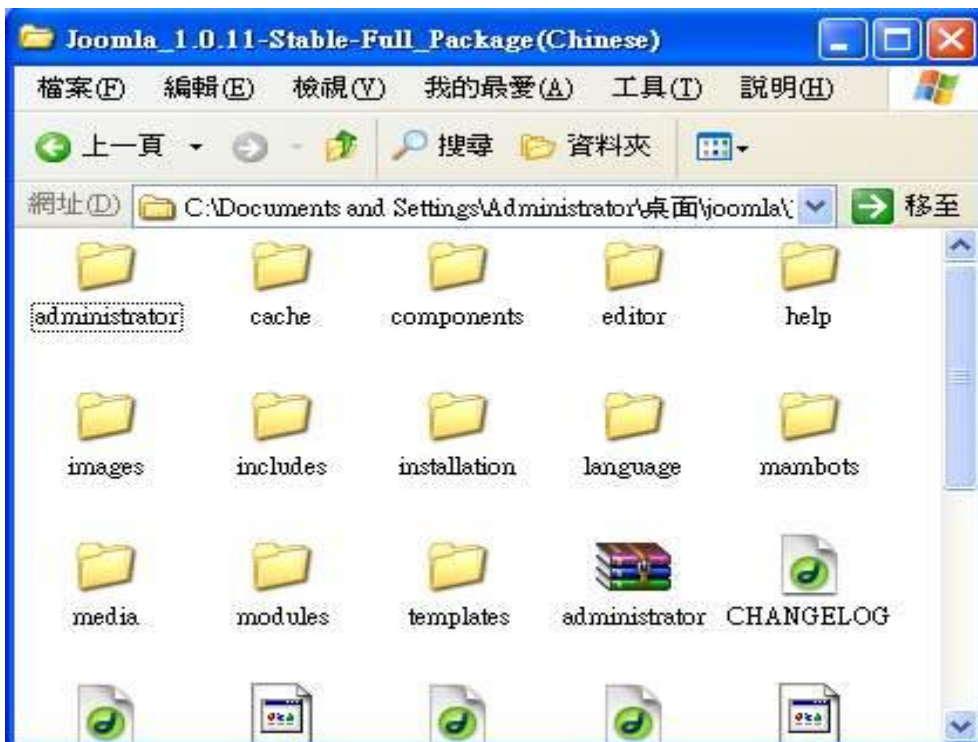 Joomla_1.0.11-Stable-Full_Package(Chinese)
檔案(F) 編輯(E) 檢視(V) 我的最愛(A) 工具(T) 說明(H)
上一頁 搜尋 資料夾
網址(D) C:\Documents and Settings\Administrator\桌面\joomla\ 移至
administrator cache components editor help
images includes installation language mambots
media modules templates administrator CHANGELOG